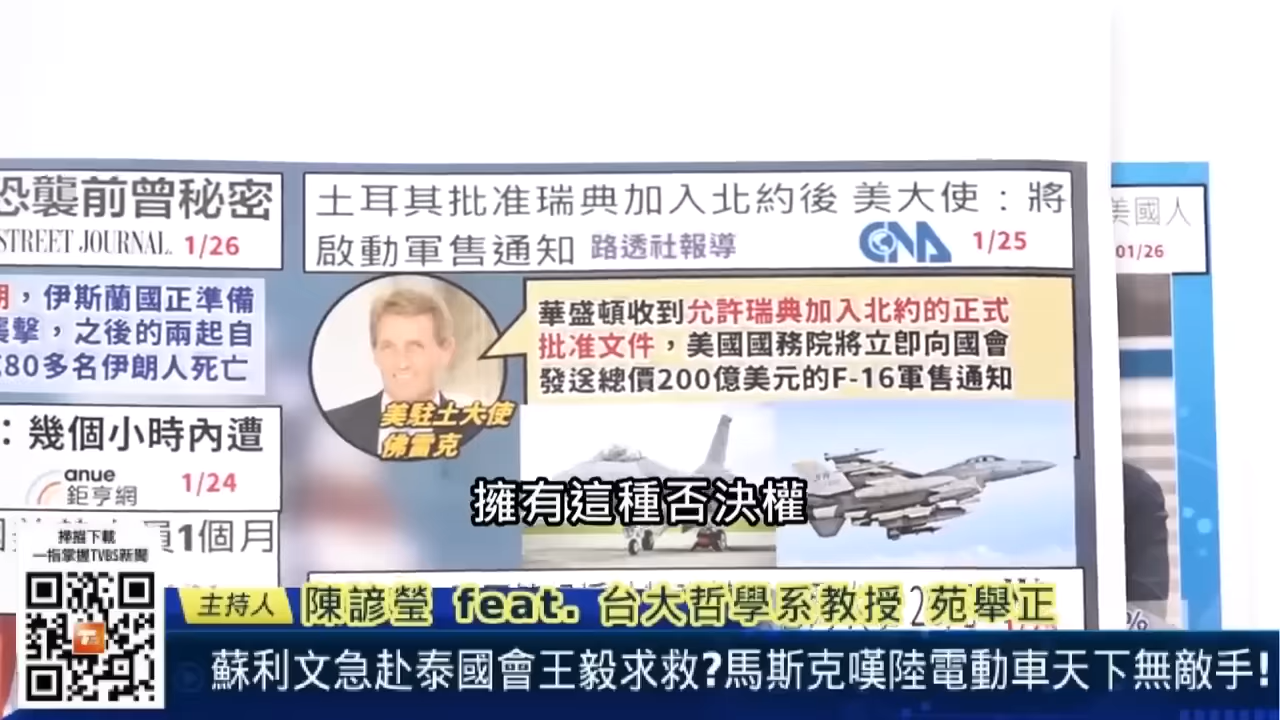 恐襲前曾秘密
STREET JOURNAL. 1/26
，伊斯蘭國正準備
襲擊，之後的兩起自
80多名伊朗人死亡
：幾個小時內遭
anue
鉅亨網 1/24
員1個月
掃描下載
一指掌握TVBS新聞
土耳其批准瑞典加入北約後 美大使：將
啟動軍售通知 路透社報導 CNA 1/25
華盛頓收到允許瑞典加入北約的正式
批准文件，美國國務院將立即向國會
發送總價200億美元的F-16軍售通知
美駐土大使
佛雷克
美國人
01/26
擁有這種否決權
主持人 陳諺瑩 feat. 台大哲學系教授 苑舉正
蘇利文急赴泰國會王毅求救?馬斯克嘆陸電動車天下無敵手!